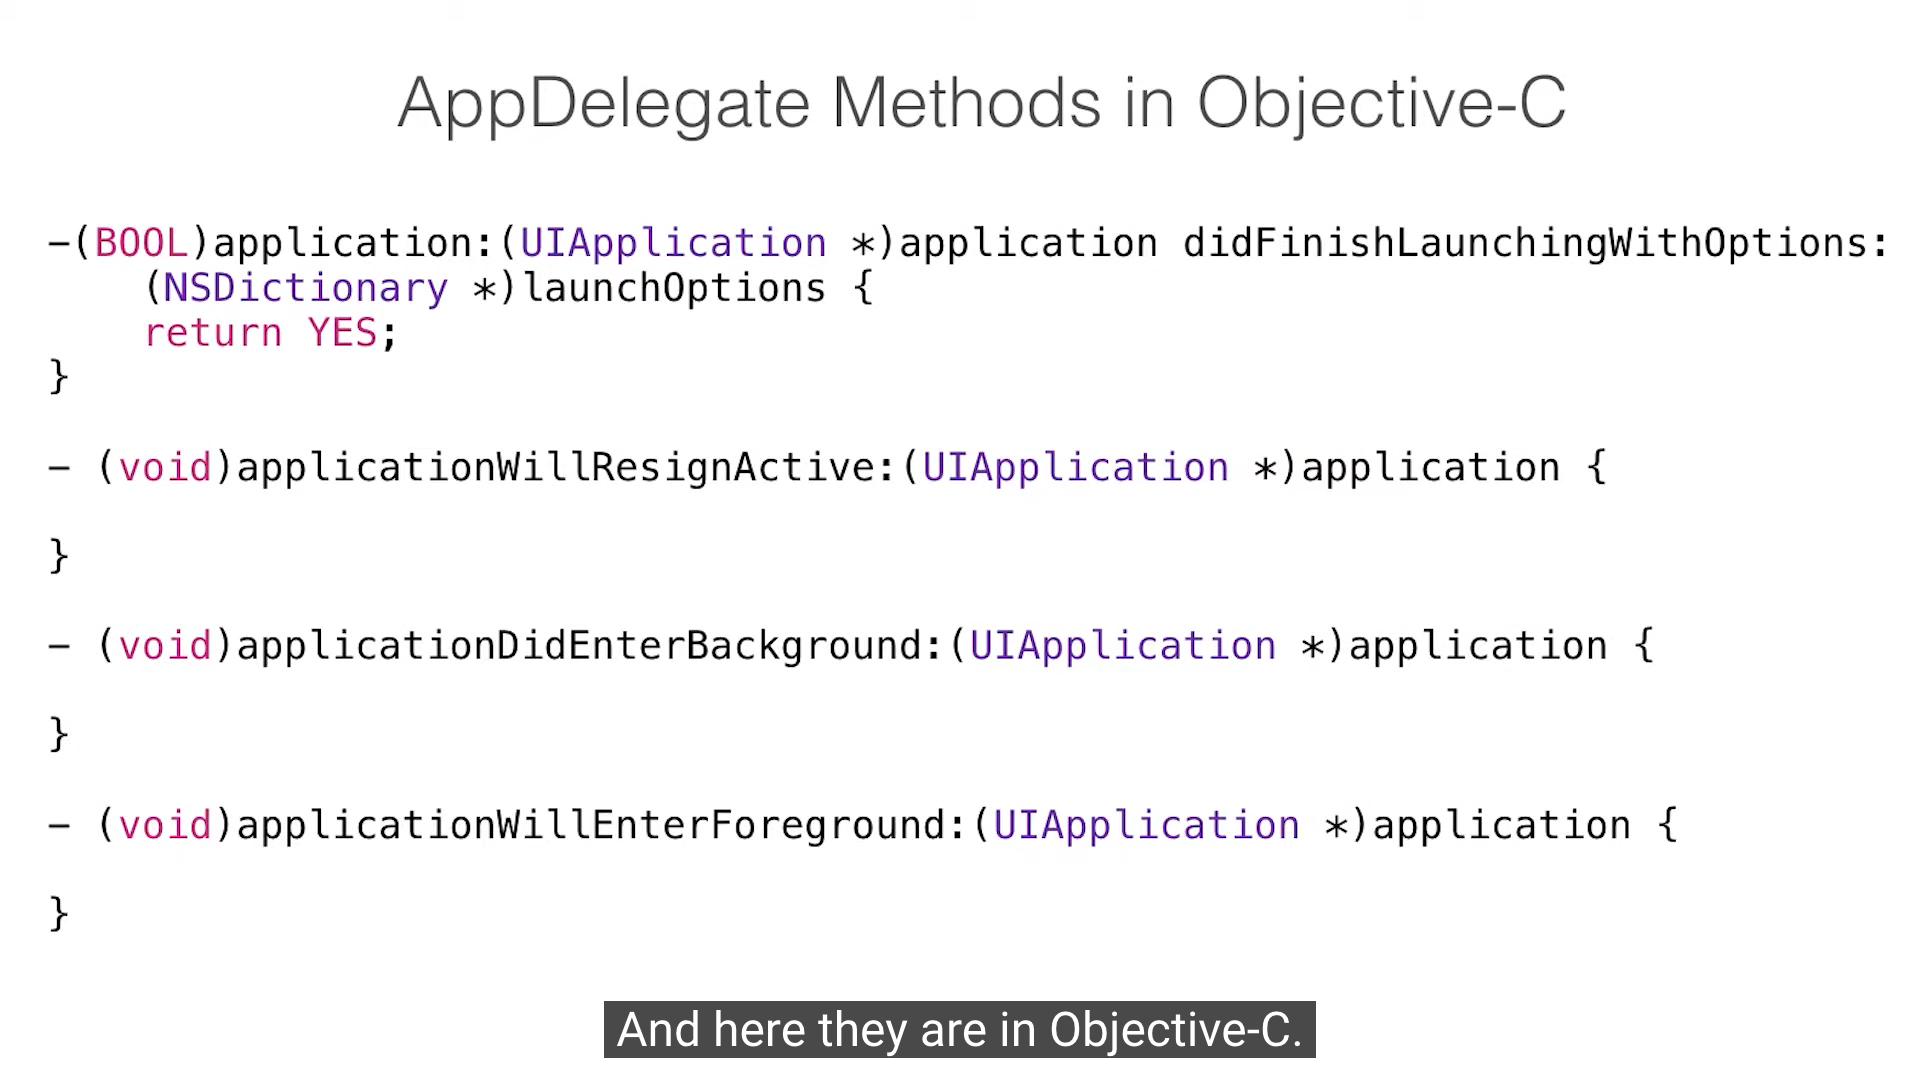 AppDelegate Methods in Objective-C
-(BOOL)application:(UIApplication *)application didFinishLaunchingWithOptions:
(NSDictionary *)launchOptions {
return YES;
}
- (void)applicationWillResignActive:(UIApplication *)application {
}
- (void)applicationDidEnterBackground:(UIApplication *)application {
}
- (void)applicationWillEnterForeground:(UIApplication *)application {
}
And here they are in Objective-C.